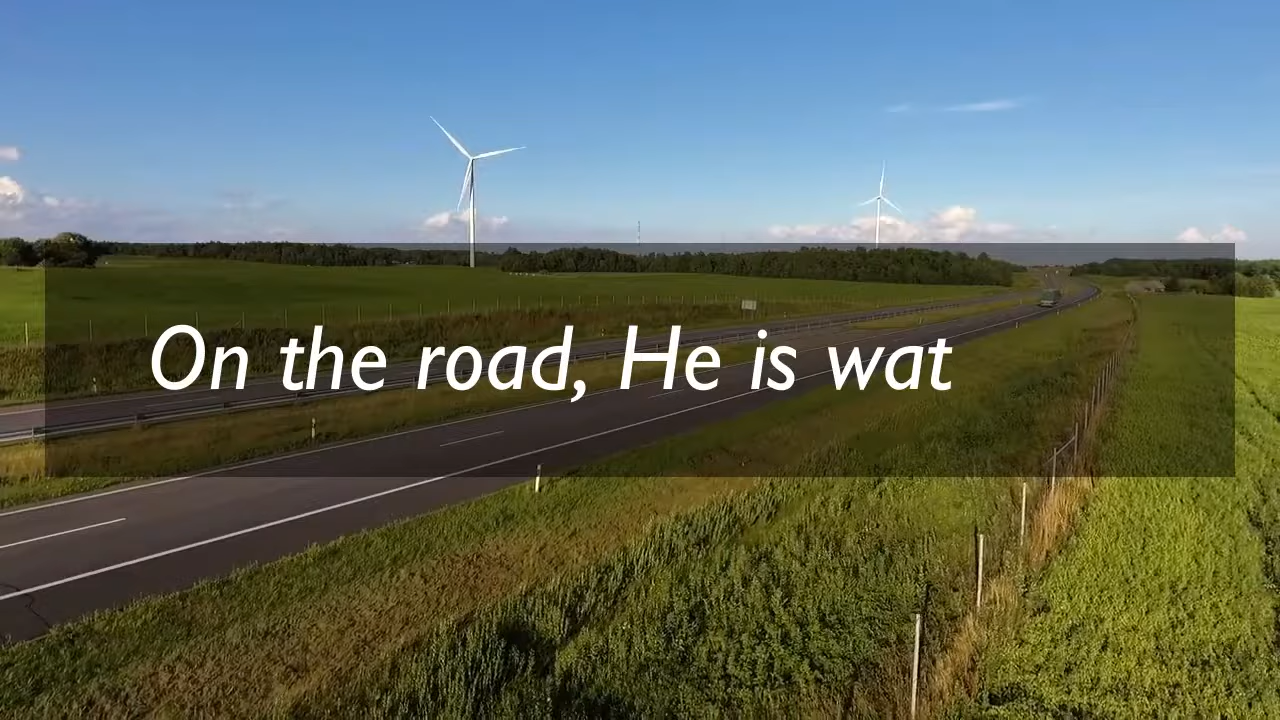 On the road, He is wat